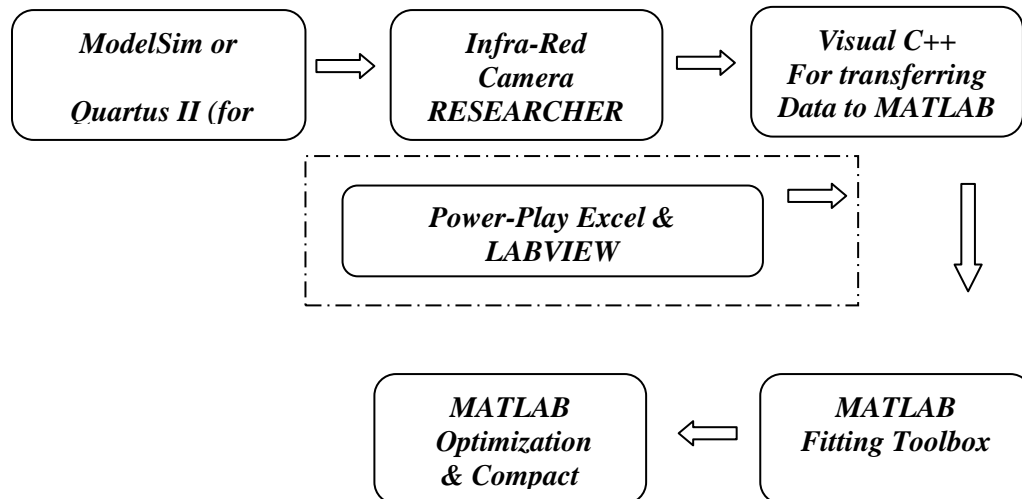 ModelSim or
Quartus II (for
Infra-Red
Camera
RESEARCHER
Visual C++
For transferring
Data to MATLAB
Power-Play Excel &
LABVIEW
MATLAB
Optimization
& Compact
MATLAB
Fitting Toolbox